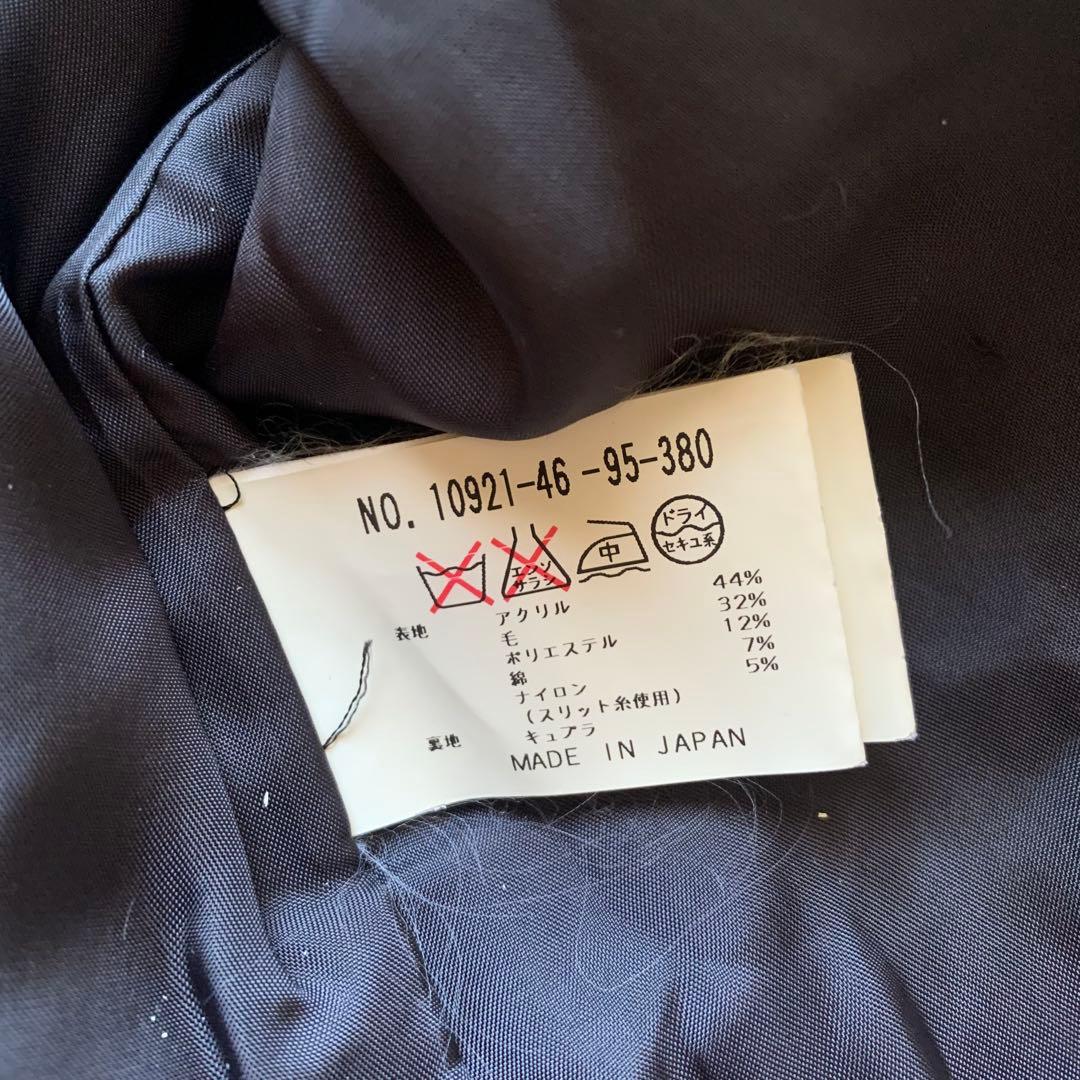 NO. 10921-46 -95-380
エンソ サラシ
中
ドライ
セキユ系
表地 アクリル 44%
毛 32%
ポリエステル 12%
綿 7%
ナイロン 5%
(スリット糸使用)
裏地 キュプラ
MADE IN JAPAN